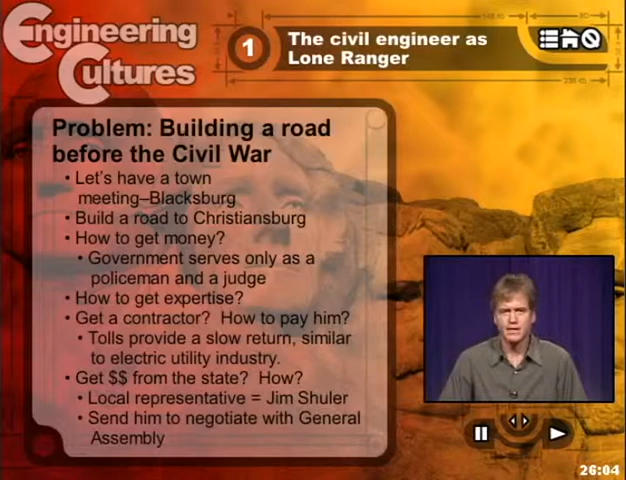 Engineering
Cultures
1
The civil engineer as
Lone Ranger
Problem: Building a road
before the Civil War
• Let's have a town
meeting–Blacksburg
• Build a road to Christiansburg
• How to get money?
• Government serves only as a
policeman and a judge
• How to get expertise?
• Get a contractor? How to pay him?
• Tolls provide a slow return, similar
to electric utility industry.
• Get $$ from the state? How?
• Local representative = Jim Shuler
• Send him to negotiate with General
Assembly
26:04